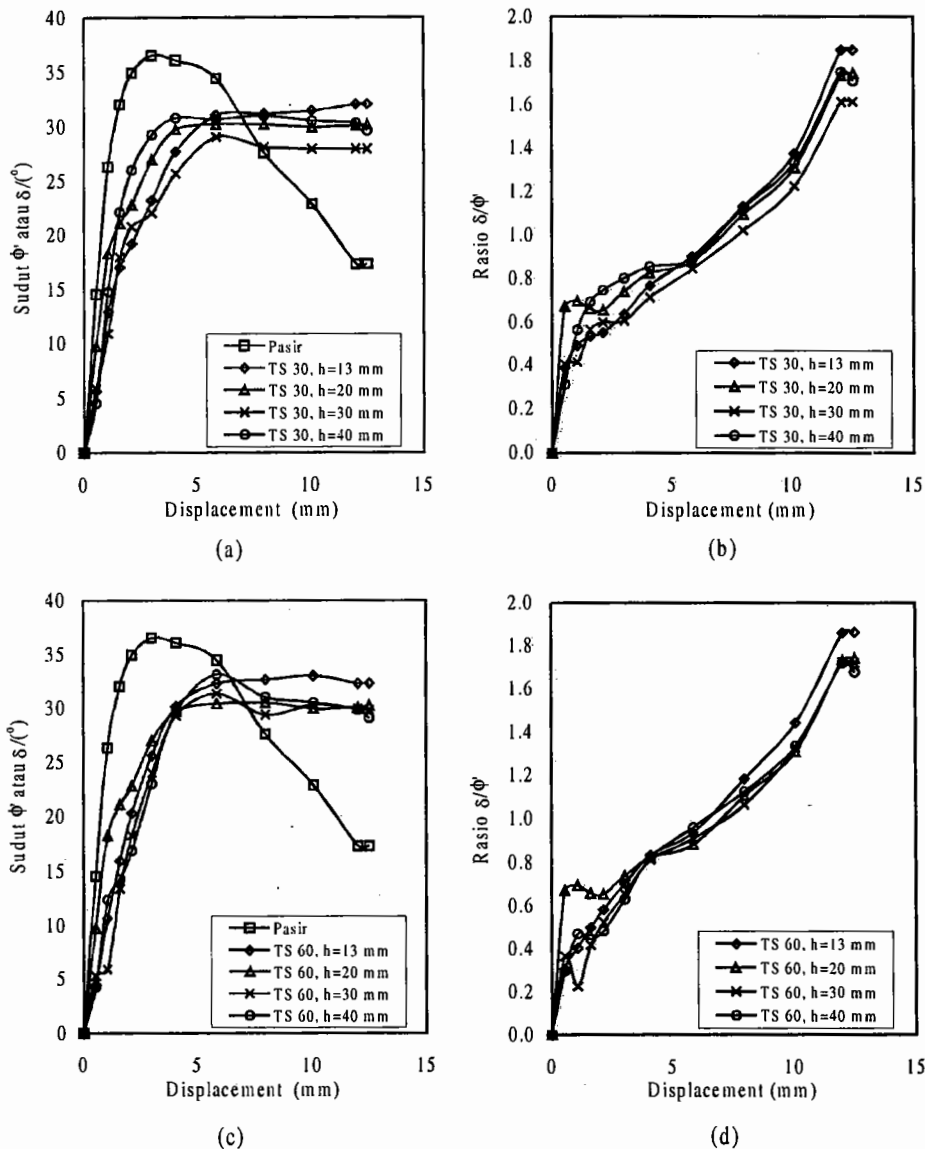 40
35
30
25
20
15
10
5
0
Sudut ϕ' atau δ/(⁰)
Pasir
TS 30, h=13 mm
TS 30, h=20 mm
TS 30, h=30 mm
TS 30, h=40 mm
0 5 10 15
Displacement (mm)
(a)
2.0
1.8
1.6
1.4
1.2
1.0
0.8
0.6
0.4
0.2
0.0
Rasio δ/ϕ'
TS 30, h=13 mm
TS 30, h=20 mm
TS 30, h=30 mm
TS 30, h=40 mm
0 5 10 15
Displacement (mm)
(b)
40
35
30
25
20
15
10
5
0
Sudut ϕ' atau δ/(⁰)
Pasir
TS 60, h=13 mm
TS 60, h=20 mm
TS 60, h=30 mm
TS 60, h=40 mm
0 5 10 15
Displacement (mm)
(c)
2.0
1.8
1.6
1.4
1.2
1.0
0.8
0.6
0.4
0.2
0.0
Rasio δ/ϕ'
TS 60, h=13 mm
TS 60, h=20 mm
TS 60, h=30 mm
TS 60, h=40 mm
0 5 10 15
Displacement (mm)
(d)